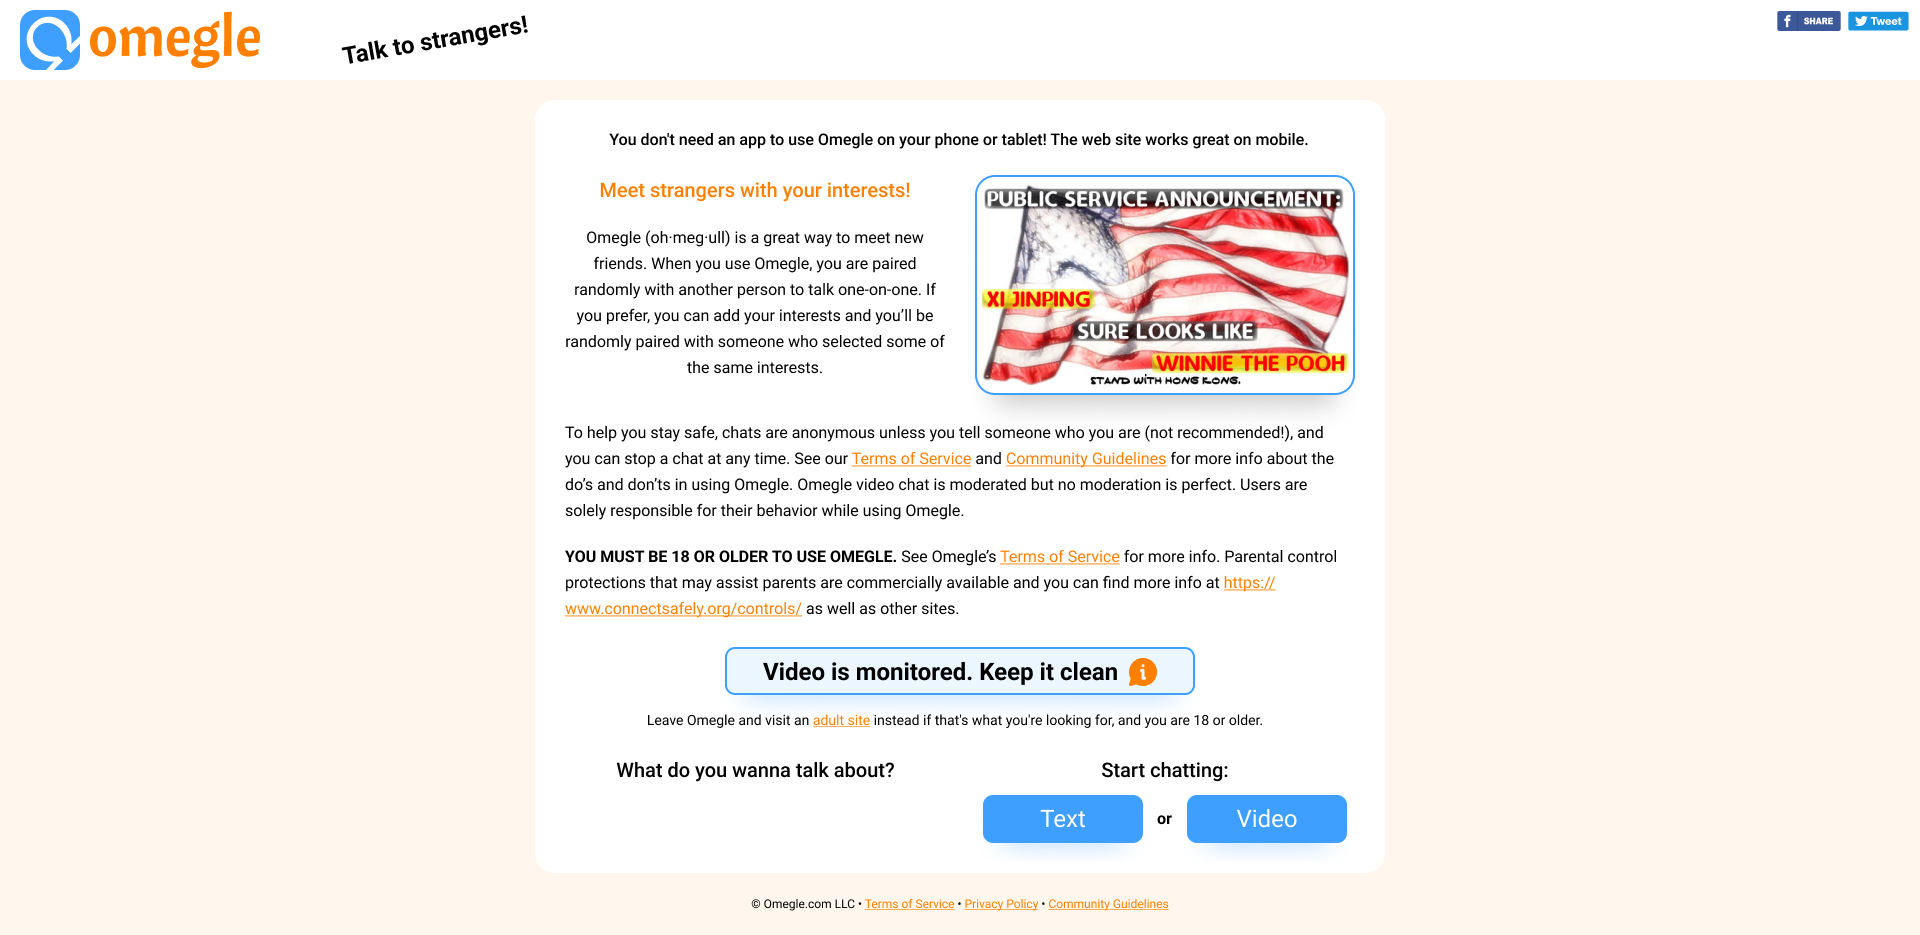 omegle
Talk to strangers!
SHARE
Tweet
You don't need an app to use Omegle on your phone or tablet! The web site works great on mobile.
Meet strangers with your interests!
Omegle (oh·meg·ull) is a great way to meet new
friends. When you use Omegle, you are paired
randomly with another person to talk one-on-one. If
you prefer, you can add your interests and you’ll be
randomly paired with someone who selected some of
the same interests.
PUBLIC SERVICE ANNOUNCEMENT:
XI JINPING
SURE LOOKS LIKE
WINNIE THE POOH
STAND WITH HONG KONG.
To help you stay safe, chats are anonymous unless you tell someone who you are (not recommended!), and
you can stop a chat at any time. See our Terms of Service and Community Guidelines for more info about the
do’s and don’ts in using Omegle. Omegle video chat is moderated but no moderation is perfect. Users are
solely responsible for their behavior while using Omegle.
YOU MUST BE 18 OR OLDER TO USE OMEGLE. See Omegle’s Terms of Service for more info. Parental control
protections that may assist parents are commercially available and you can find more info at https://
www.connectsafely.org/controls/ as well as other sites.
Video is monitored. Keep it clean
Leave Omegle and visit an adult site instead if that's what you're looking for, and you are 18 or older.
What do you wanna talk about?
Start chatting:
Text or Video
© Omegle.com LLC • Terms of Service • Privacy Policy • Community Guidelines